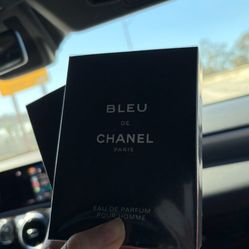 BLEU
DE
CHANEL
PARIS
EAU DE PARFUM
POUR HOMME